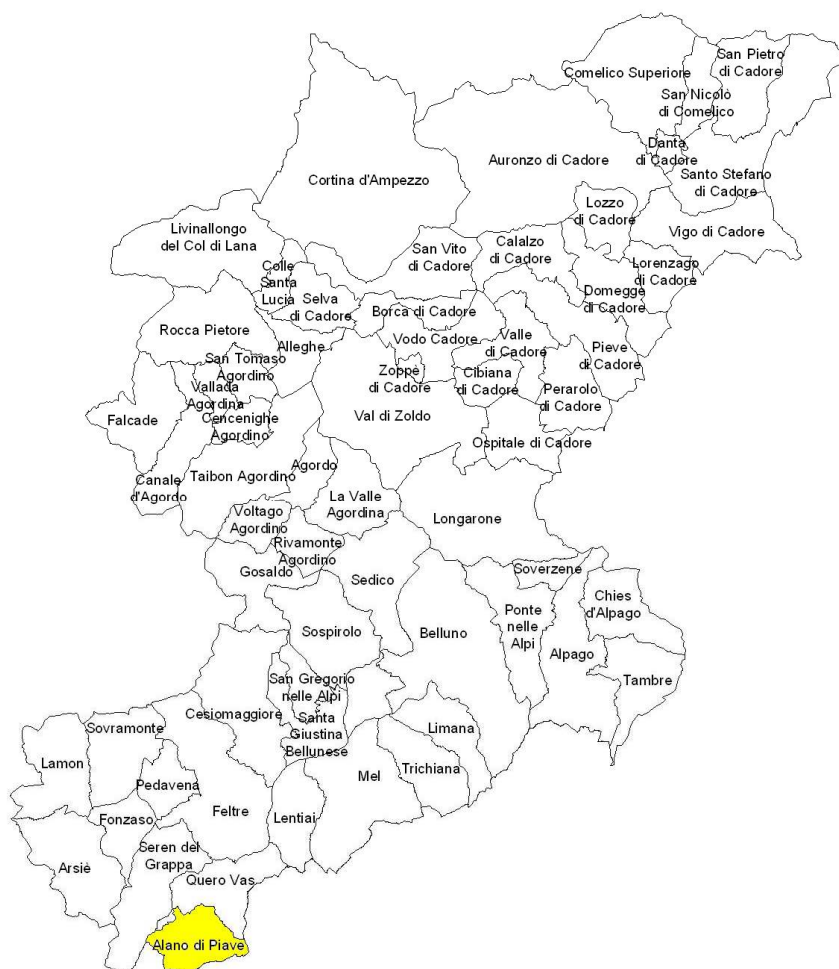 San Pietro
di Cadore
Comelico Superiore
San Nicolò
di Comelico
Danta
di Cadore
Auronzo di Cadore
Santo Stefano
di Cadore
Cortina d'Ampezzo
Lozzo
di Cadore
Livinallongo
del Col di Lana
Vigo di Cadore
San Vito
di Cadore
Calalzo
di Cadore
Colle
Santa
Lucia
Lorenzago
di Cadore
Selva
di Cadore
Domegge
di Cadore
Borca di Cadore
Rocca Pietore
Vodo Cadore
Valle
di Cadore
Alleghe
Pieve
di Cadore
San Tomaso
Agordino
Zoppè
di Cadore
Cibiana
di Cadore
Vallada
Agordina
Perarolo
di Cadore
Falcade
Cencenighe
Agordino
Val di Zoldo
Ospitale di Cadore
Agordo
Canale
d'Agordo
Taibon Agordino
La Valle
Agordina
Voltago
Agordino
Longarone
Rivamonte
Agordino
Gosaldo
Soverzene
Sedico
Chies
d'Alpago
Ponte
nelle
Alpi
Sospirolo
Belluno
Alpago
Tambre
San Gregorio
nelle Alpi
Cesiomaggiore
Santa
Giustina
Bellunese
Limana
Sovramonte
Lamon
Trichiana
Mel
Pedavena
Feltre
Lentiai
Fonzaso
Seren del
Grappa
Arsiè
Quero Vas
Alano di Piave